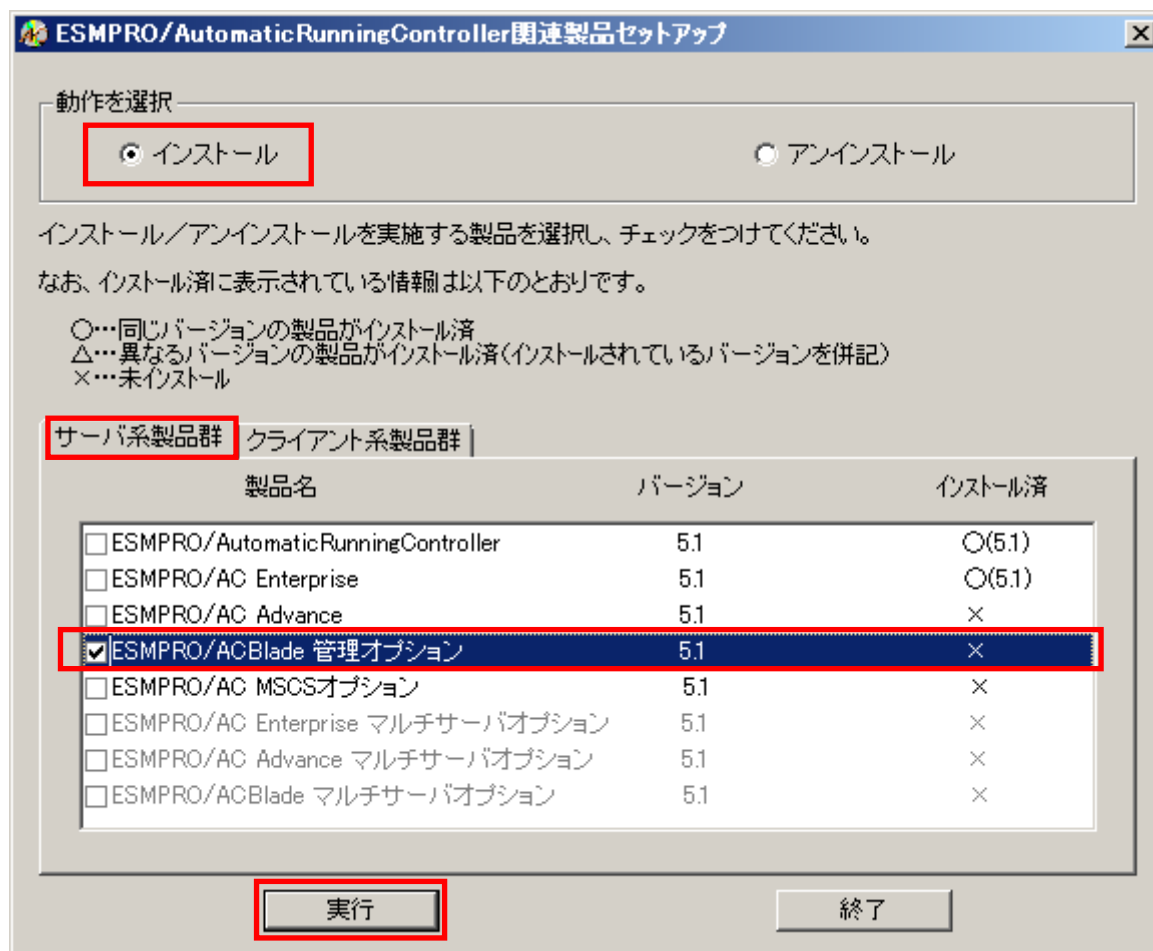 ESMPRO/AutomaticRunningController関連製品セットアップ
動作を選択
インストール アンインストール
インストール／アンインストールを実施する製品を選択し、チェックをつけてください。
なお、インストール済に表示されている情報は以下のとおりです。
○…同じバージョンの製品がインストール済
△…異なるバージョンの製品がインストール済(インストールされているバージョンを併記)
×…未インストール
サーバ系製品群 クライアント系製品群
製品名 バージョン インストール済
ESMPRO/AutomaticRunningController 5.1 ○(5.1)
ESMPRO/AC Enterprise 5.1 ○(5.1)
ESMPRO/AC Advance 5.1 ×
ESMPRO/ACBlade 管理オプション 5.1 ×
ESMPRO/AC MSCSオプション 5.1 ×
ESMPRO/AC Enterprise マルチサーバオプション 5.1 ×
ESMPRO/AC Advance マルチサーバオプション 5.1 ×
ESMPRO/ACBlade マルチサーバオプション 5.1 ×
実行 終了